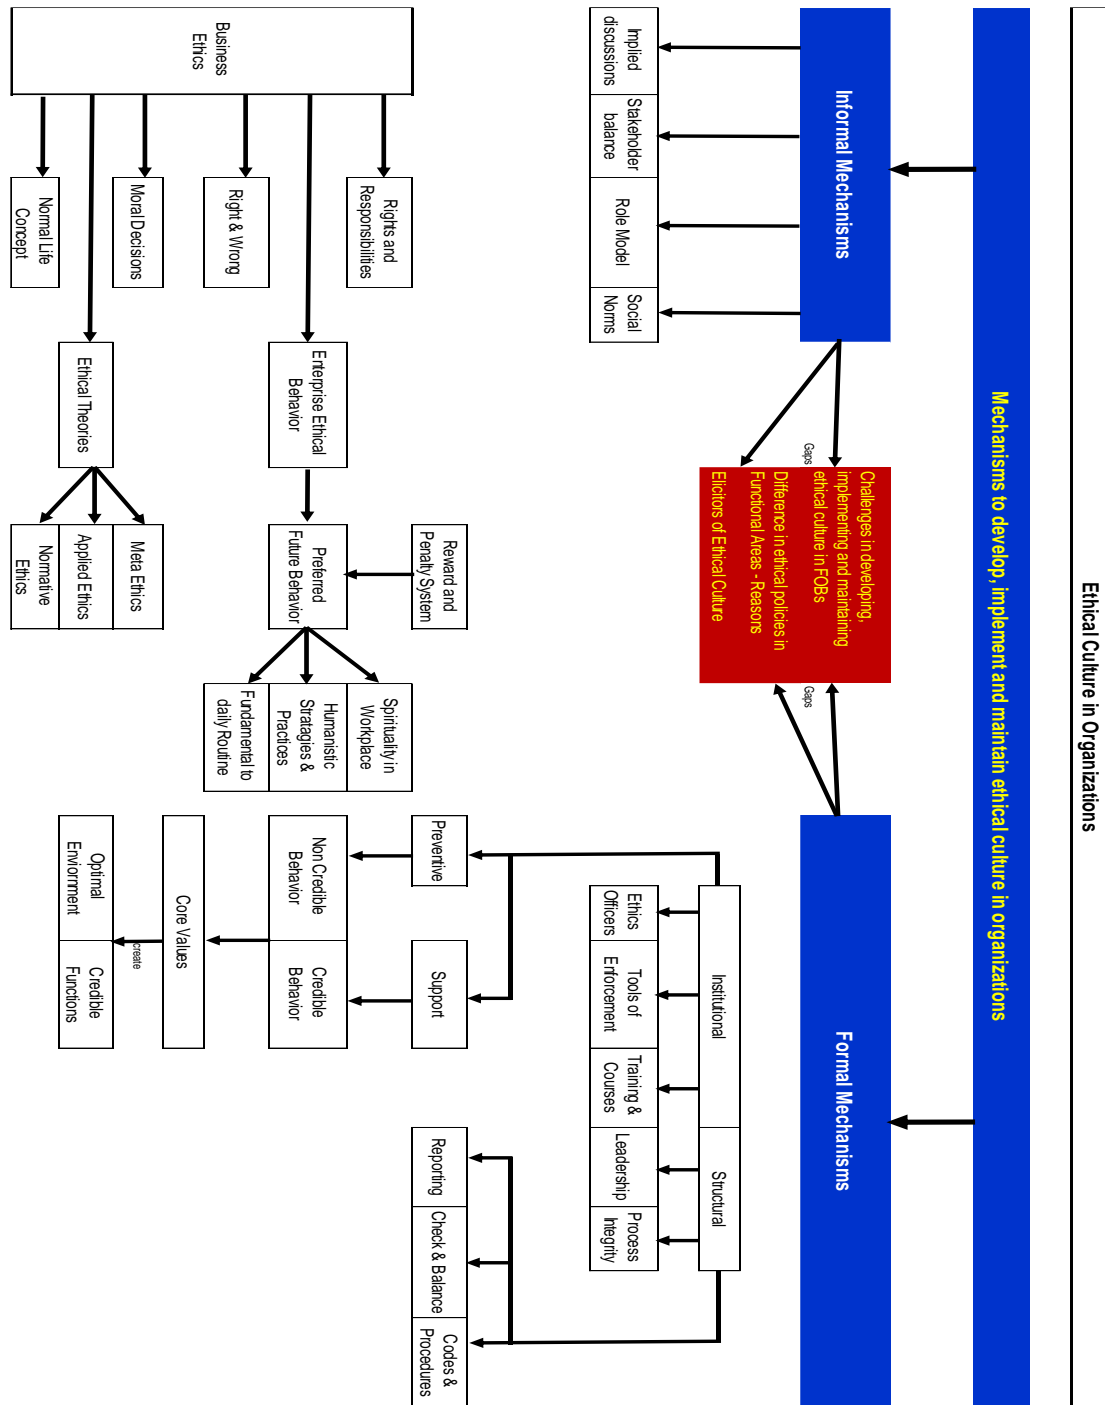 Ethical Culture in Organizations
Mechanisms to develop, implement and maintain ethical culture in organizations
Informal Mechanisms
Formal Mechanisms
Gaps
Challenges in developing,
implementing and maintaining
ethical culture in FOBs
Difference in ethical policies in
Functional Areas - Reasons
Elicitors of Ethical Culture
Gaps
Implied
discussions
Stakeholder
balance
Role Model
Social
Norms
Institutional
Structural
Ethics
Officers
Tools of
Enforcement
Training &
Courses
Leadership
Process
Integrity
Reward and
Penalty System
Preventive
Support
Reporting
Check & Balance
Codes &
Procedures
Rights and
Responsibilities
Right & Wrong
Moral Decisions
Normal Life
Concept
Enterprise Ethical
Behavior
Preferred
Future Behavior
Spirituality in
Workplace
Humanistic
Stratagies &
Practices
Fundamental to
daily Routine
Non Credible
Behavior
Credible
Behavior
Core Values
create
Optimal
Enviornment
Credible
Functions
Ethical Theories
Meta Ethics
Applied Ethics
Normative
Ethics
Business
Ethics